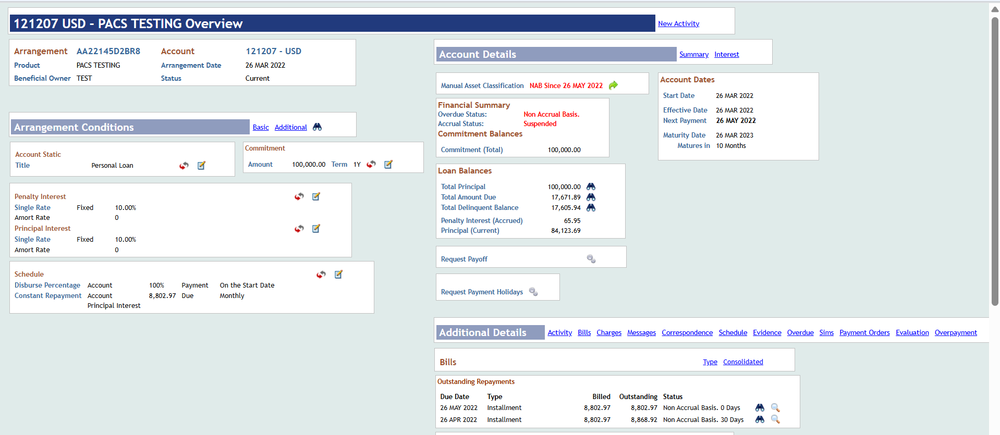 121207 USD - PACS TESTING Overview New Activity
Arrangement AA22145D2BR8 Account 121207 - USD
Product PACS TESTING Arrangement Date 26 MAR 2022
Beneficial Owner TEST Status Current
Arrangement Conditions Basic Additional
Account Static
Title Personal Loan
Commitment
Amount 100,000.00 Term 1Y
Penalty Interest
Single Rate Fixed 10.00%
Amort Rate 0
Principal Interest
Single Rate Fixed 10.00%
Amort Rate 0
Schedule
Disburse Percentage Account 100% Payment On the Start Date
Constant Repayment Account 8,802.97 Due Monthly
Principal Interest
Account Details Summary Interest
Manual Asset Classification NAB Since 26 MAY 2022
Financial Summary
Overdue Status: Non Accrual Basis.
Accrual Status: Suspended
Commitment Balances
Commitment (Total) 100,000.00
Account Dates
Start Date 26 MAR 2022
Effective Date 26 MAR 2022
Next Payment 26 MAY 2022
Maturity Date 26 MAR 2023
Matures in 10 Months
Loan Balances
Total Principal 100,000.00
Total Amount Due 17,671.89
Total Delinquent Balance 17,605.94
Penalty Interest (Accrued) 65.95
Principal (Current) 84,123.69
Request Payoff
Request Payment Holidays
Additional Details Activity Bills Charges Messages Correspondence Schedule Evidence Overdue Sims Payment Orders Evaluation Overpayment
Bills Type Consolidated
Outstanding Repayments
Due Date Type Billed Outstanding Status
26 MAY 2022 Installment 8,802.97 8,802.97 Non Accrual Basis. 0 Days
26 APR 2022 Installment 8,802.97 8,868.92 Non Accrual Basis. 30 Days